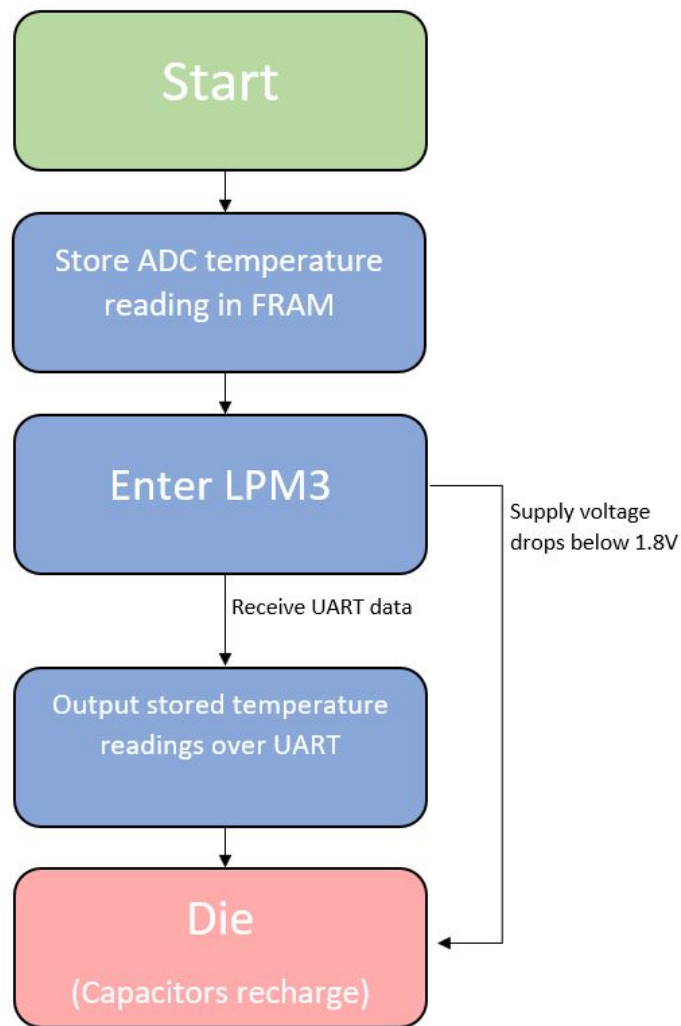 Start
Store ADC temperature
reading in FRAM
Enter LPM3
Supply voltage
drops below 1.8V
Receive UART data
Output stored temperature
readings over UART
Die
(Capacitors recharge)